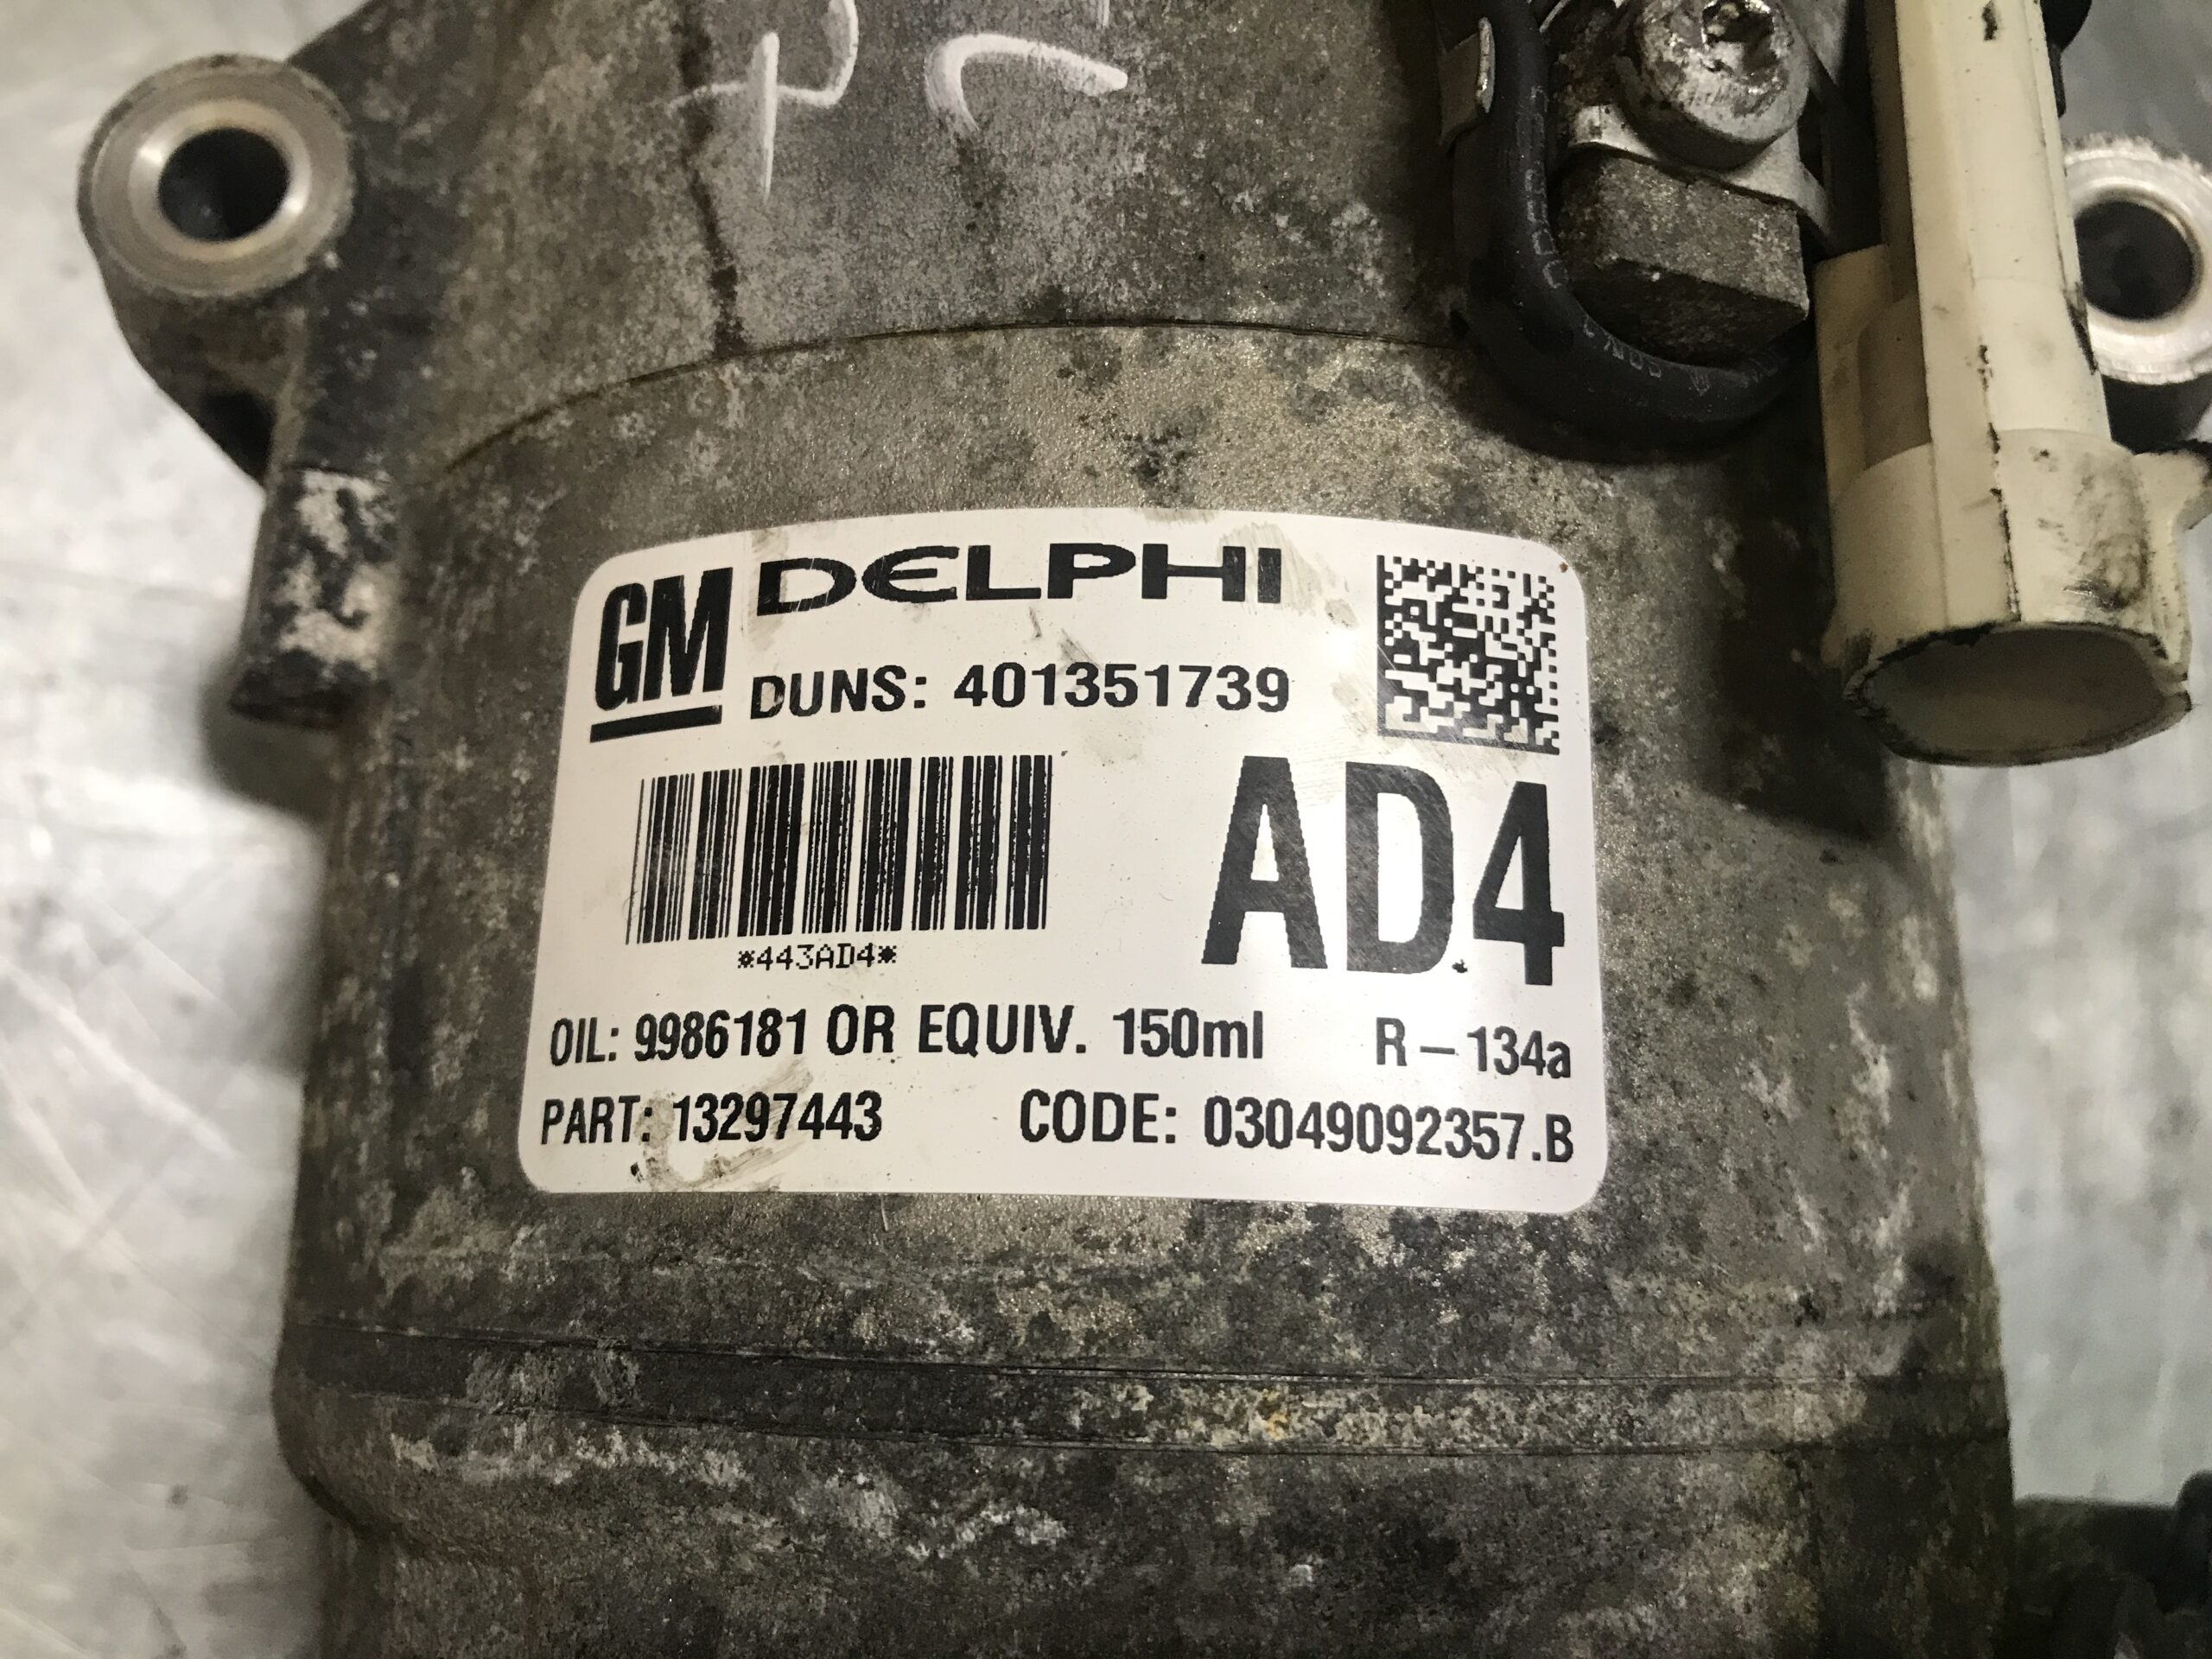 GM DELPHI
DUNS: 401351739
*443AD4*
AD4
OIL: 9986181 OR EQUIV. 150ml R-134a
PART: 13297443 CODE: 03049092357.B